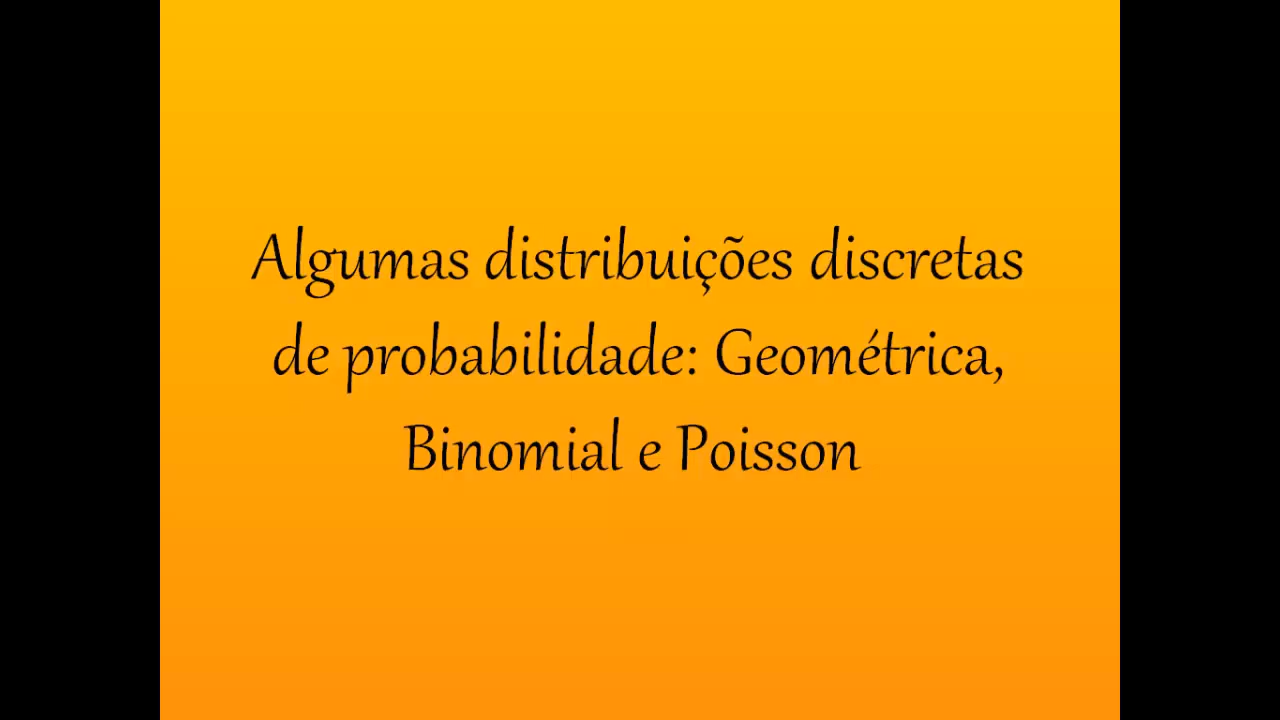 Algumas distribuições discretas
de probabilidade: Geométrica,
Binomial e Poisson